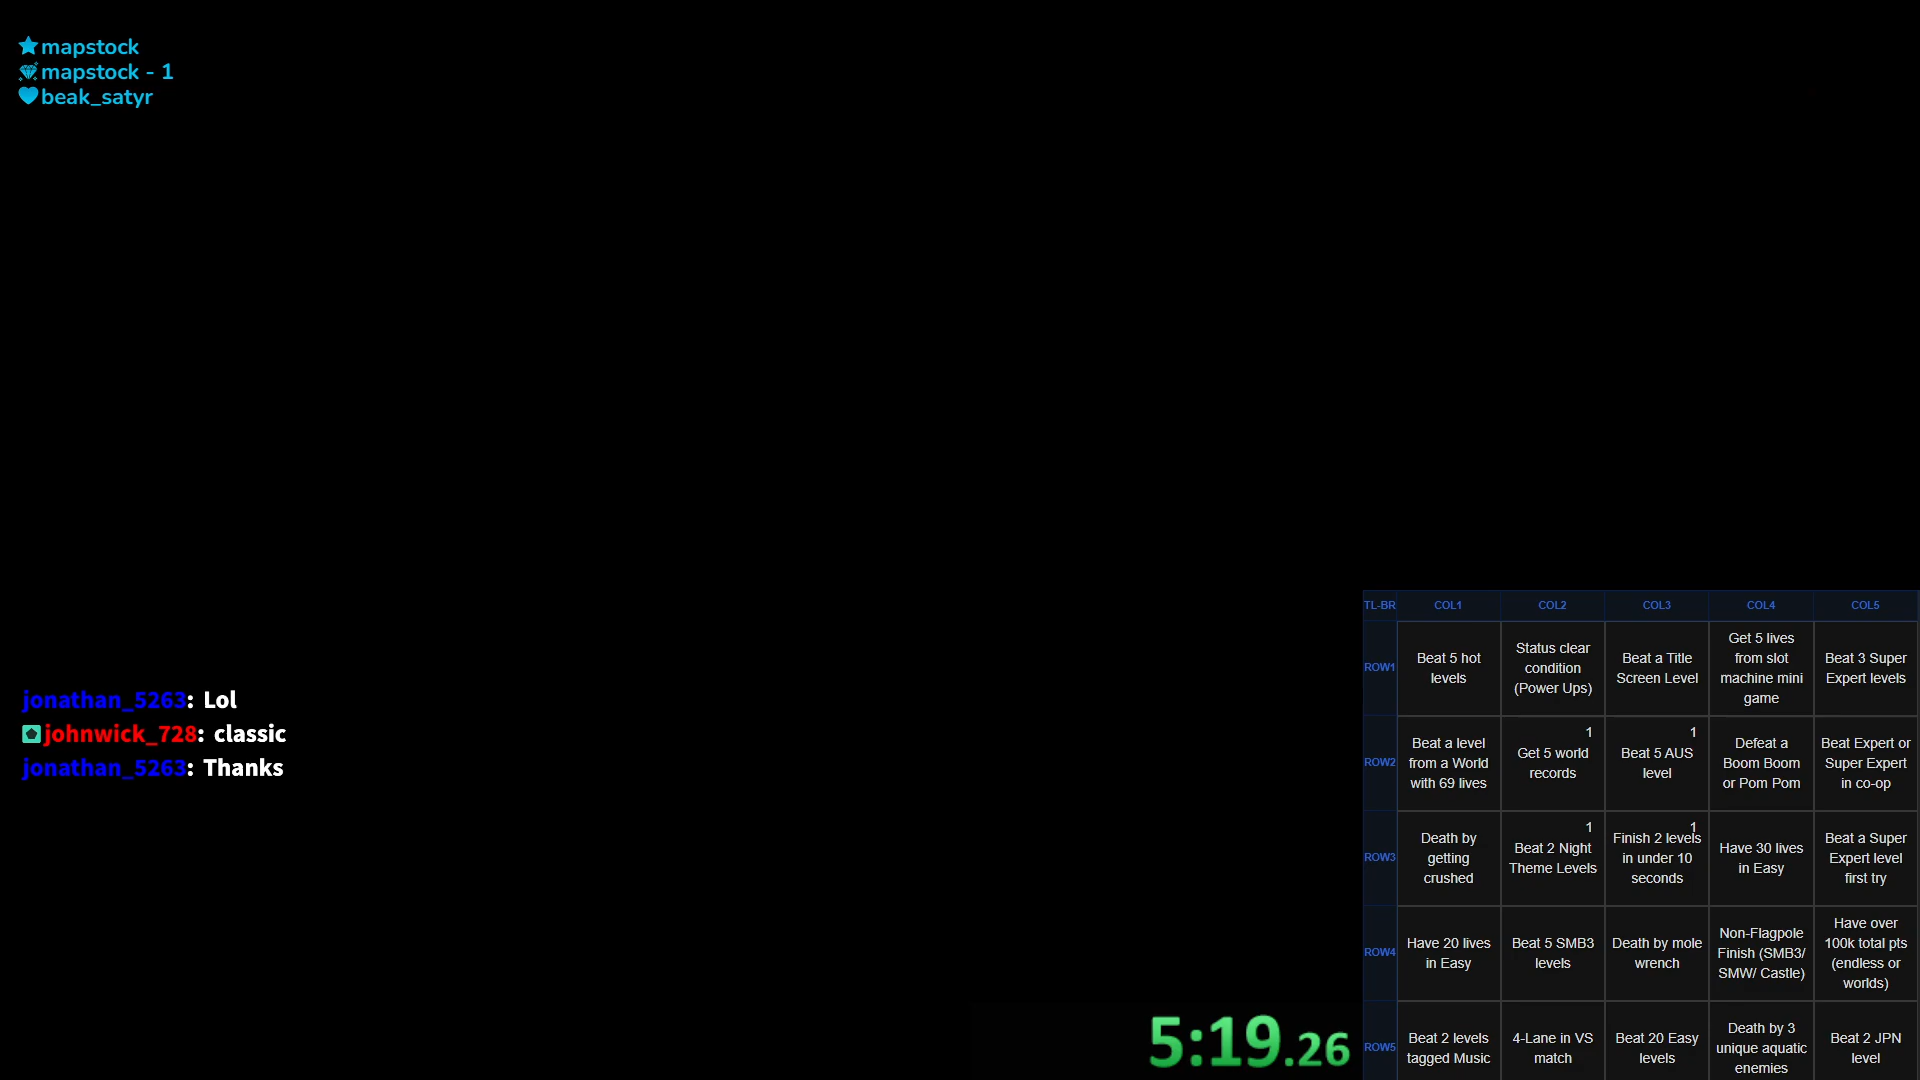 mapstock
mapstock - 1
beak_satyr
jonathan_5263: Lol
johnwick_728: classic
jonathan_5263: Thanks
5:19.26
TL-BR COL1 COL2 COL3 COL4 COL5
ROW1
Beat 5 hot
levels
Status clear
condition
(Power Ups)
Beat a Title
Screen Level
Get 5 lives
from slot
machine mini
game
Beat 3 Super
Expert levels
ROW2
Beat a level
from a World
with 69 lives
1
Get 5 world
records
1
Beat 5 AUS
level
Defeat a
Boom Boom
or Pom Pom
Beat Expert or
Super Expert
in co-op
ROW3
Death by
getting
crushed
1
Beat 2 Night
Theme Levels
1
Finish 2 levels
in under 10
seconds
Have 30 lives
in Easy
Beat a Super
Expert level
first try
ROW4
Have 20 lives
in Easy
Beat 5 SMB3
levels
Death by mole
wrench
Non-Flagpole
Finish (SMB3/
SMW/ Castle)
Have over
100k total pts
(endless or
worlds)
ROW5
Beat 2 levels
tagged Music
4-Lane in VS
match
Beat 20 Easy
levels
Death by 3
unique aquatic
enemies
Beat 2 JPN
level